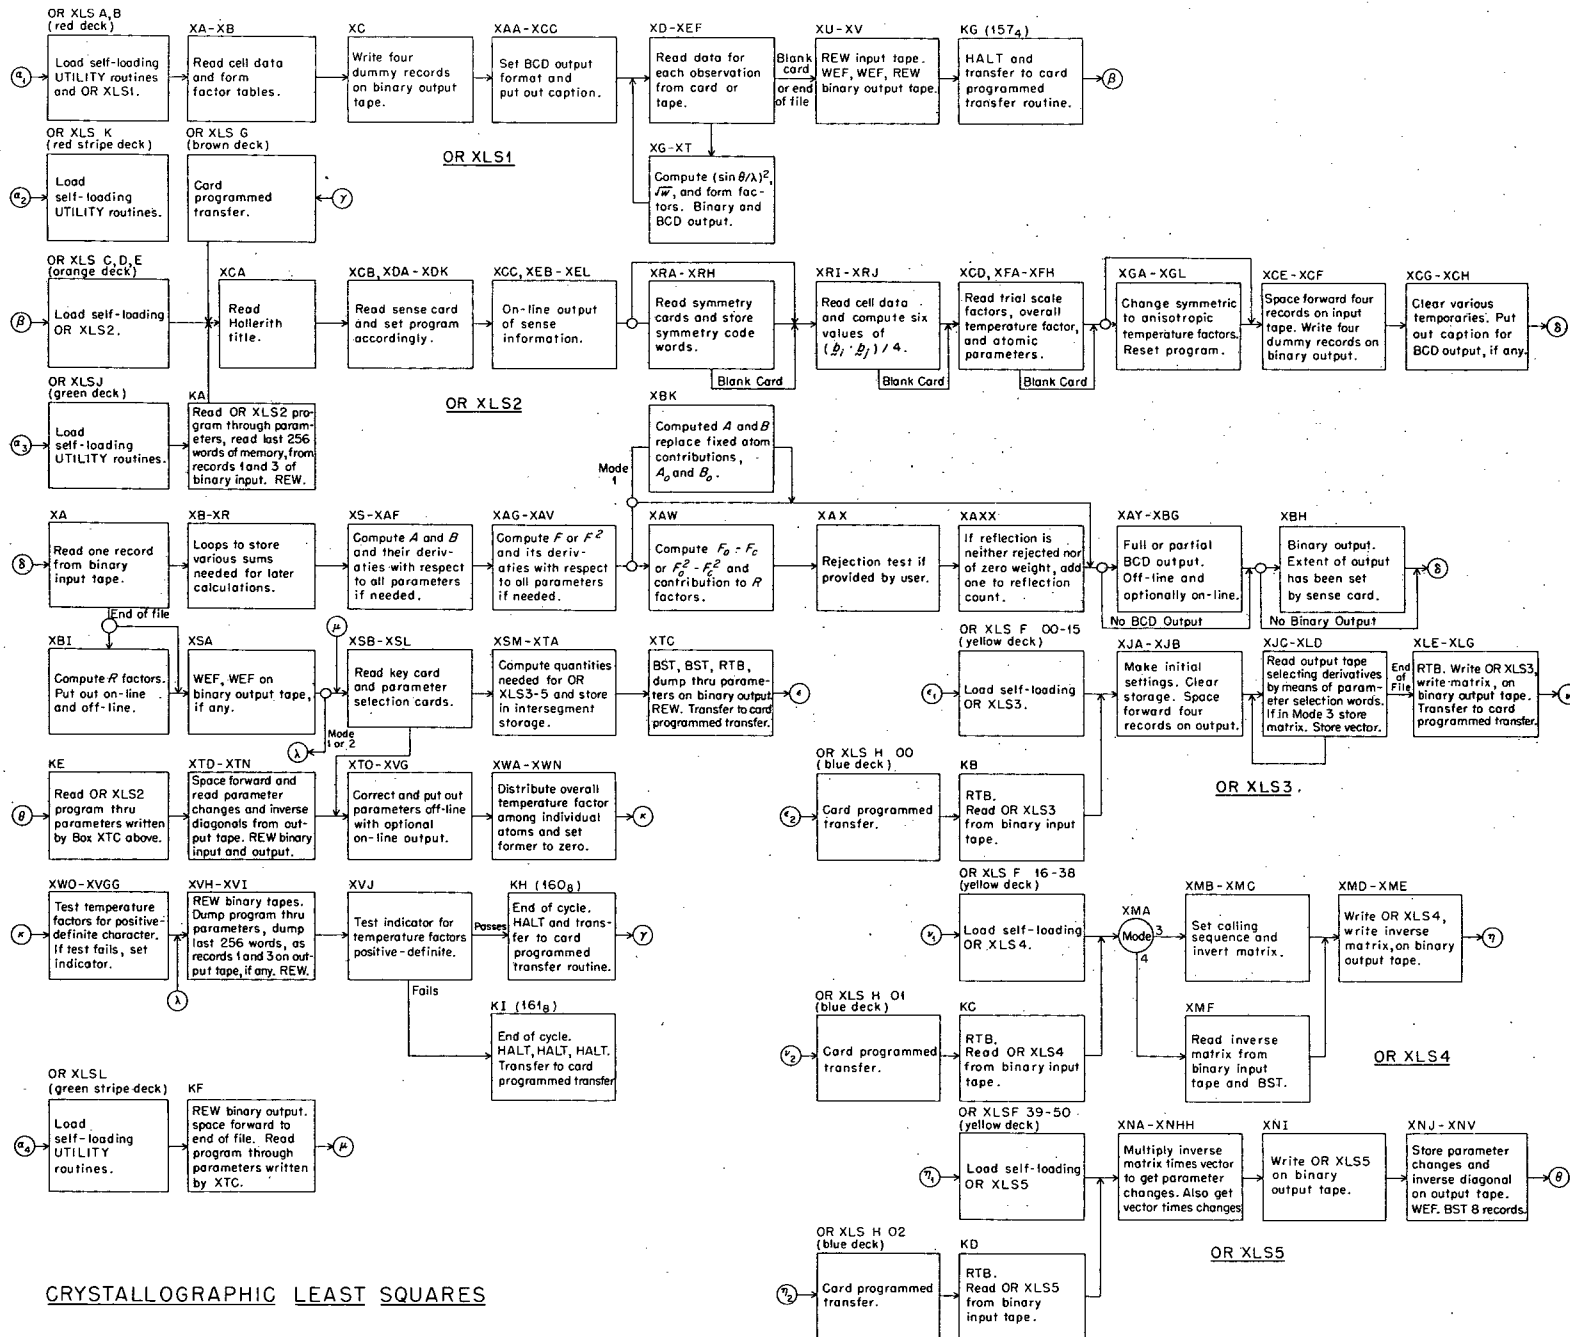 OR XLS A,B
(red deck)
α1
Load self-loading
UTILITY routines
and OR XLS1.
XA-XB
Read cell data
and form
factor tables.
XC
Write four
dummy records
on binary output
tape.
XAA-XCC
Set BCD output
format and
put out caption.
XD-XEF
Read data for
each observation
from card or
tape.
Blank
card
or end
of file
XU-XV
REW input tape.
WEF, WEF, REW
binary output tape.
KG (157₄)
HALT and
transfer to card
programmed
transfer routine.
β
XG-XT
Compute (sin θ/λ)²,
√w, and form fac-
tors. Binary and
BCD output.
OR XLS1
OR XLS K
(red stripe deck)
α2
Load
self-loading
UTILITY routines.
OR XLS G
(brown deck)
Card
programmed
transfer.
γ
OR XLS C,D,E
(orange deck)
β
Load self-loading
OR XLS2.
XCA
Read
Hollerith
title.
XCB, XDA-XDK
Read sense card
and set program
accordingly.
XCC, XEB-XEL
On-line output
of sense
information.
XRA-XRH
Read symmetry
cards and store
symmetry code
words.
Blank Card
XRI-XRJ
Read cell data
and compute six
values of
(b_i · b_j)/4.
Blank Card
XCD, XFA-XFH
Read trial scale
factors, overall
temperature factor,
and atomic
parameters.
Blank Card
XGA-XGL
Change symmetric
to anisotropic
temperature factors.
Reset program.
XCE-XCF
Space forward four
records on input
tape. Write four
dummy records on
binary output.
XCG-XCH
Clear various
temporaries. Put
out caption for
BCD output, if any.
δ
OR XLS2
OR XLSJ
(green deck)
α3
Load
self-loading
UTILITY routines.
KA
Read OR XLS2 pro-
gram through param-
eters, read last 256
words of memory, from
records 1 and 3 of
binary input. REW.
XBK
Computed A and B
replace fixed atom
contributions,
A₀ and B₀.
Mode
1
XA
δ
Read one record
from binary
input tape.
End of file
XB-XR
Loops to store
various sums
needed for later
calculations.
XS-XAF
Compute A and B
and their deriv-
aties with respect
to all parameters
if needed.
XAG-XAV
Compute F or F²
and its deriv-
aties with respect
to all parameters
if needed.
XAW
Compute F₀ - F_c
or F₀² - F_c² and
contribution to R
factors.
XAX
Rejection test if
provided by user.
XAXX
If reflection is
neither rejected nor
of zero weight, add
one to reflection
count.
XAY-XBG
Full or partial
BCD output.
Off-line and
optionally on-line.
No BCD Output
XBH
Binary output.
Extent of output
has been set
by sense card.
No Binary Output
δ
XBI
Compute R factors.
Put out on-line
and off-line.
XSA
WEF, WEF on
binary output tape,
if any.
μ
Mode
1 or 2
λ
XSB-XSL
Read key card
and parameter
selection cards.
XSM-XTA
Compute quantities
needed for OR
XLS3-5 and store
in intersegment
storage.
XTC
BST, BST, RTB,
dump thru param-
eters on binary output.
REW. Transfer to card
programmed transfer.
ϵ
KE
θ
Read OR XLS2
program thru
parameters written
by Box XTC above.
XTD-XTN
Space forward and
read parameter
changes and inverse
diagonals from out-
put tape. REW binary
input and output.
XTO-XVG
Correct and put out
parameters off-line
with optional
on-line output.
XWA-XWN
Distribute overall
temperature factor
among individual
atoms and set
former to zero.
κ
XWO-XVGG
κ
Test temperature
factors for positive-
definite character.
If test fails, set
indicator.
λ
XVH-XVI
REW binary tapes.
Dump program thru
parameters, dump
last 256 words, as
records 1 and 3 on out-
put tape, if any. REW.
XVJ
Test indicator for
temperature factors
positive-definite.
Passes
Fails
KH (160₈)
End of cycle.
HALT and trans-
fer to card
programmed
transfer routine.
γ
KI (161₈)
End of cycle.
HALT, HALT, HALT.
Transfer to card
programmed transfer
OR XLSL
(green stripe deck)
α4
Load
self-loading
UTILITY
routines.
KF
REW binary output.
space forward to
end of file. Read
program through
parameters written
by XTC.
μ
OR XLS F 00-15
(yellow deck)
ϵ1
Load self-loading
OR XLS3.
XJA-XJB
Make initial
settings. Clear
storage. Space
forward four
records on output.
XJC-XLD
Read output tape
selecting derivatives
by means of param-
eter selection words.
If in Mode 3 store
matrix. Store vector.
End
of
File
XLE-XLG
RTB. Write OR XLS3,
write matrix, on
binary output tape.
Transfer to card
programmed transfer.
OR XLS H 00
(blue deck)
ϵ2
Card programmed
transfer.
KB
RTB.
Read OR XLS3
from binary input
tape.
OR XLS3.
OR XLS F 16-38
(yellow deck)
ν1
Load self-loading
OR XLS4.
XMA
Mode
3
4
XMB-XMC
Set calling
sequence and
invert matrix.
XMD-XME
Write OR XLS4,
write inverse
matrix, on binary
output tape.
η
OR XLS H 01
(blue deck)
ν2
Card programmed
transfer.
KC
RTB.
Read OR XLS4
from binary input
tape.
XMF
Read inverse
matrix from
binary input
tape and BST.
OR XLS4
OR XLSF 39-50
(yellow deck)
η1
Load self-loading
OR XLS5
XNA-XNHH
Multiply inverse
matrix times vector
to get parameter
changes. Also get
vector times changes
XNI
Write OR XLS5
on binary
output tape.
XNJ-XNV
Store parameter
changes and
inverse diagonal
on output tape.
WEF. BST 8 records.
θ
OR XLS H 02
(blue deck)
η2
Card programmed
transfer.
KD
RTB.
Read OR XLS5
from binary
input tape.
OR XLS5
CRYSTALLOGRAPHIC LEAST SQUARES